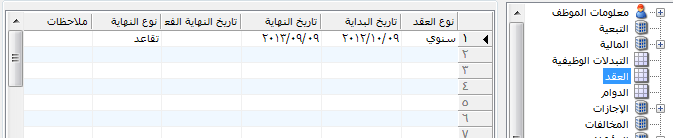 نوع العقد تاريخ البداية تاريخ النهاية تاريخ النهاية الفع نوع النهاية ملاحظات
١ سنوي ٢٠١٢/١٠/٠٩ ٢٠١٣/٠٩/٠٩ تقاعد
٢
٣
٤
٥
٦
٧
معلومات الموظف
التبعية
المالية
التبدلات الوظيفية
العقد
الدوام
الإجازات
المخالفات